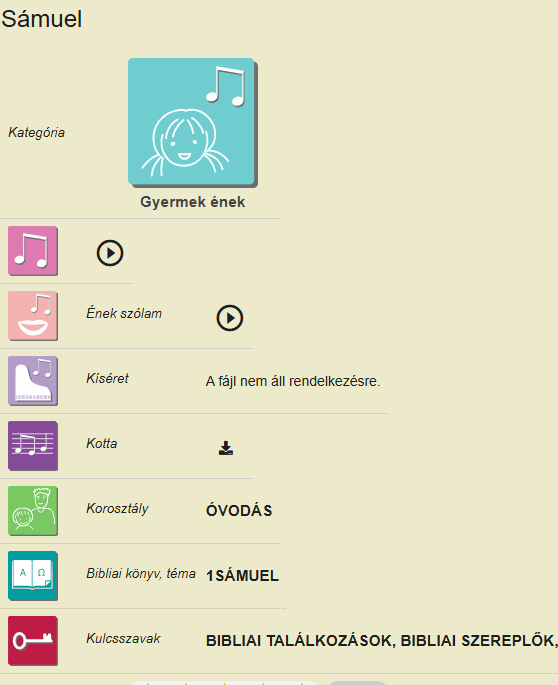 Sámuel
Kategória
Gyermek ének
Ének szólam
Kíséret
A fájl nem áll rendelkezésre.
Kotta
Korosztály
ÓVODÁS
A Ω
Bibliai könyv, téma
1SÁMUEL
Kulcsszavak
BIBLIAI TALÁLKOZÁSOK, BIBLIAI SZEREPLŐK,